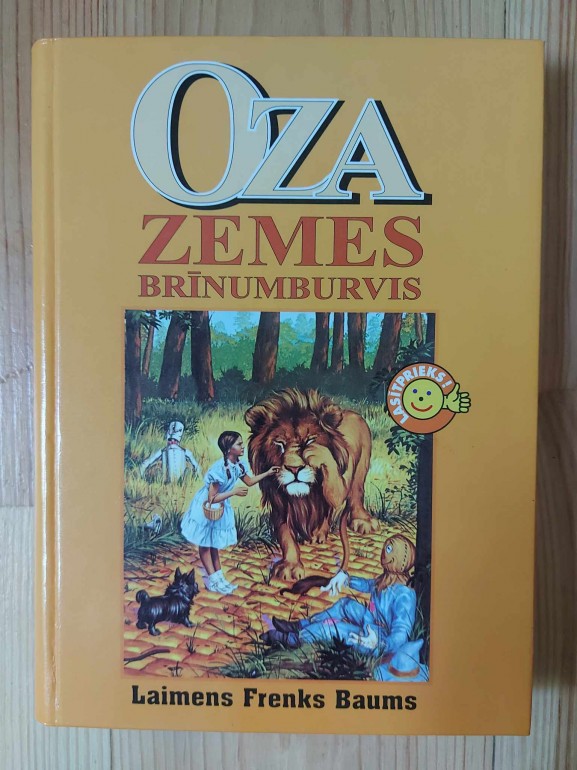 OZA
ZEMES
BRĪNUMBURVIS
LASĪTPRIEKS!
Laimens Frenks Baums